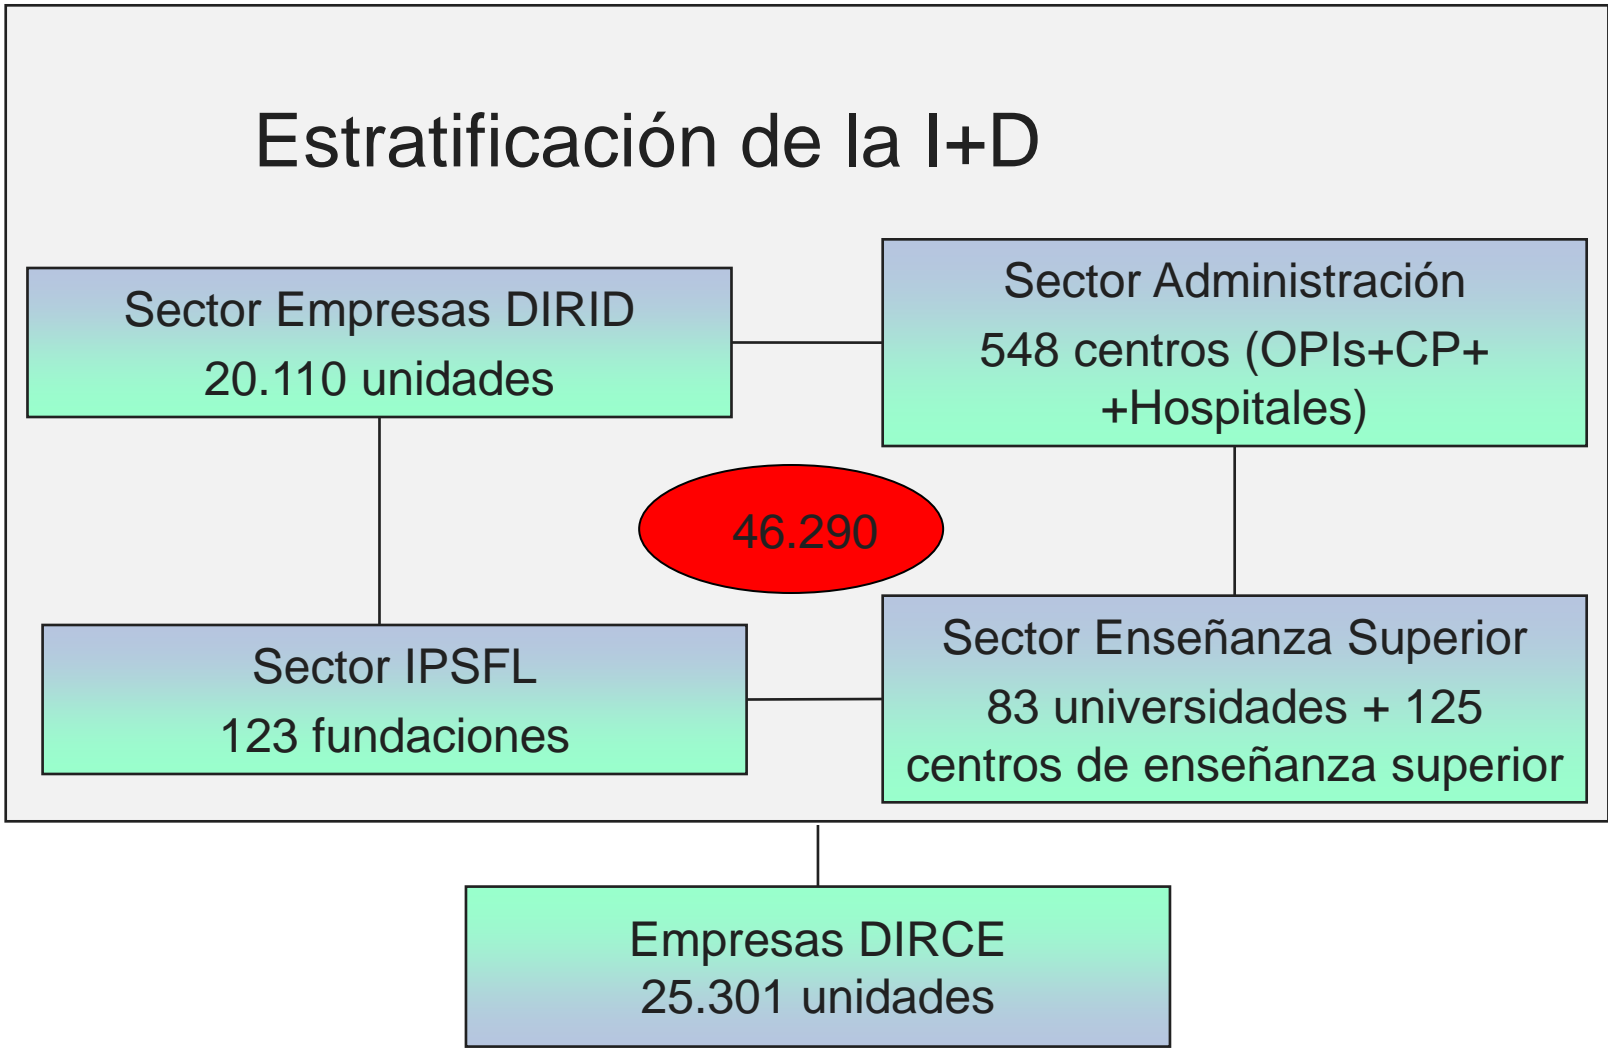 Estratificación de la I+D
Sector Empresas DIRID
20.110 unidades
Sector Administración
548 centros (OPIs+CP+
+Hospitales)
46.290
Sector IPSFL
123 fundaciones
Sector Enseñanza Superior
83 universidades + 125
centros de enseñanza superior
Empresas DIRCE
25.301 unidades